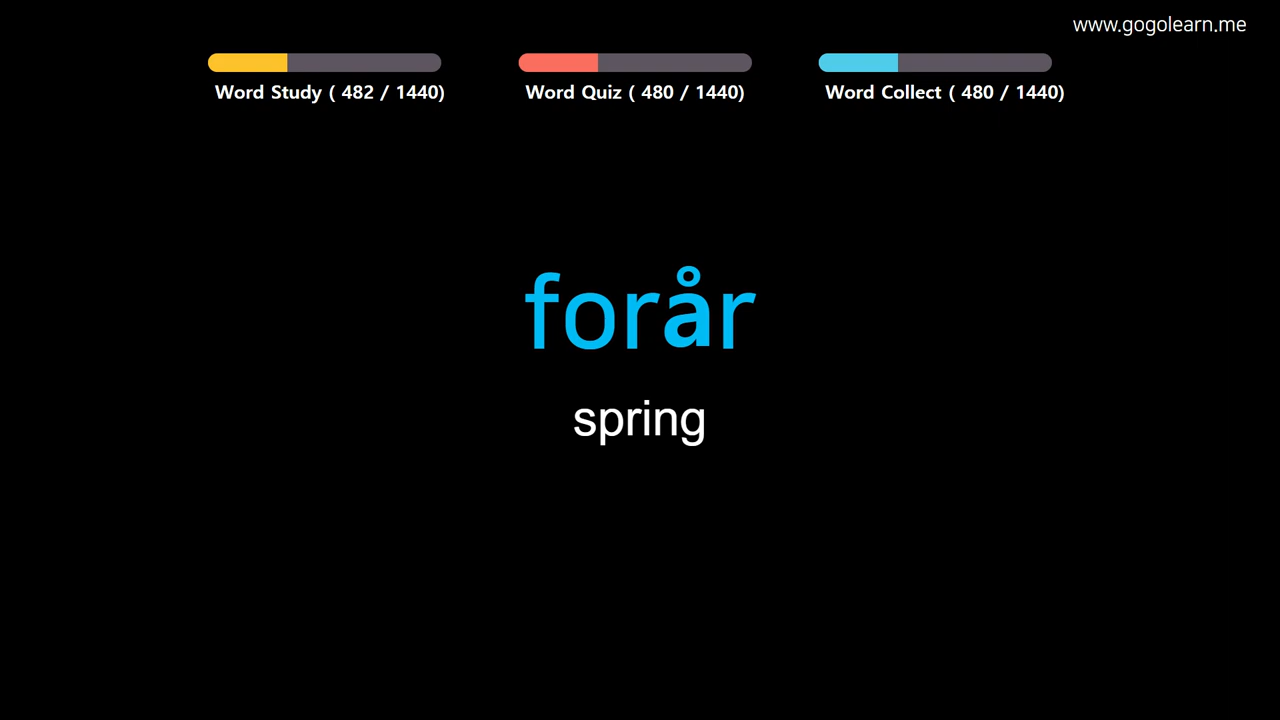 www.gogolearn.me
Word Study ( 482 / 1440)
Word Quiz ( 480 / 1440)
Word Collect ( 480 / 1440)
forår
spring